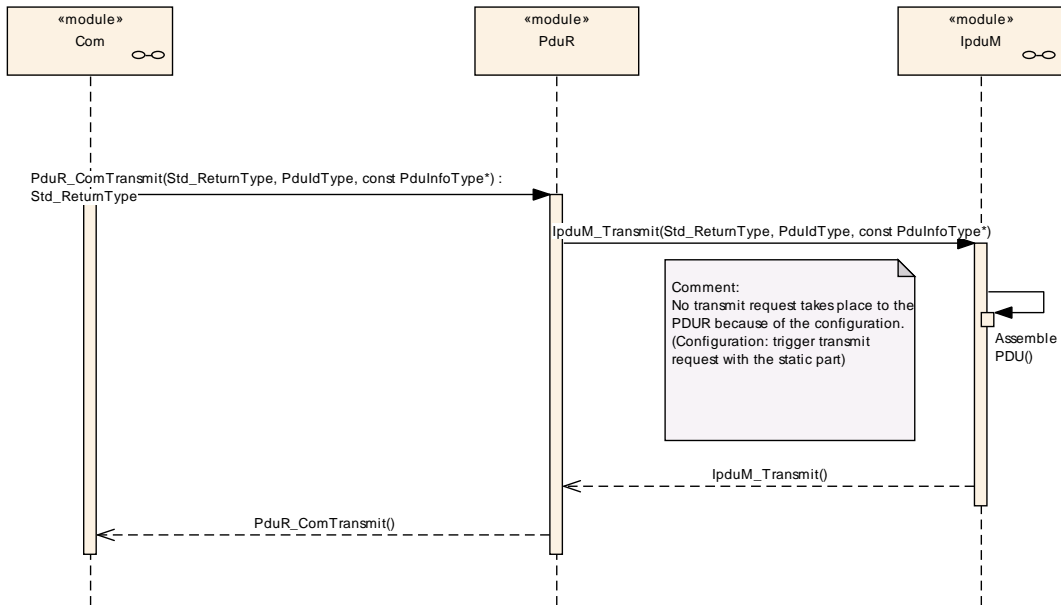 «module»
Com
«module»
PduR
«module»
IpduM
PduR_ComTransmit(Std_ReturnType, PduIdType, const PduInfoType*) :
Std_ReturnType
IpduM_Transmit(Std_ReturnType, PduIdType, const PduInfoType*)
Comment:
No transmit request takes place to the
PDUR because of the configuration.
(Configuration: trigger transmit
request with the static part)
Assemble
PDU()
IpduM_Transmit()
PduR_ComTransmit()